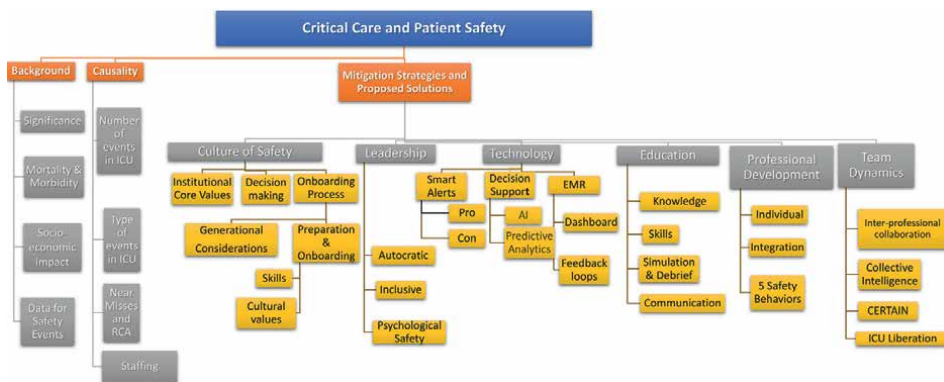 Critical Care and Patient Safety
Background
Causality
Mitigation Strategies and
Proposed Solutions
Significance
Mortality &
Morbidity
Socio-
economic
impact
Data for
Safety
Events
Number
of
events
in ICU
Type
of
events
in ICU
Near
Misses
and
RCA
Staffing
Culture of Safety
Institutional
Core Values
Decision
making
Onboarding
Process
Generational
Considerations
Preparation
&
Onboarding
Skills
Cultural
values
Leadership
Autocratic
Inclusive
Psychological
Safety
Technology
Smart
Alerts
Pro
Con
Decision
Support
AI
Predictive
Analytics
EMR
Dashboard
Feedback
loops
Education
Knowledge
Skills
Simulation
& Debrief
Communication
Professional
Development
Individual
Integration
5 Safety
Behaviors
Team
Dynamics
Inter-professional
collaboration
Collective
Intelligence
CERTAIN
ICU Liberation